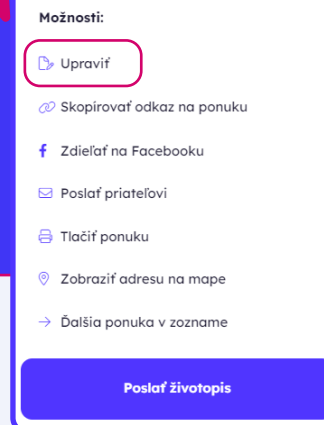 Možnosti:
Upraviť
Skopírovať odkaz na ponuku
Zdieľať na Facebooku
Poslať priateľovi
Tlačiť ponuku
Zobraziť adresu na mape
Ďalšia ponuka v zozname
Poslať životopis